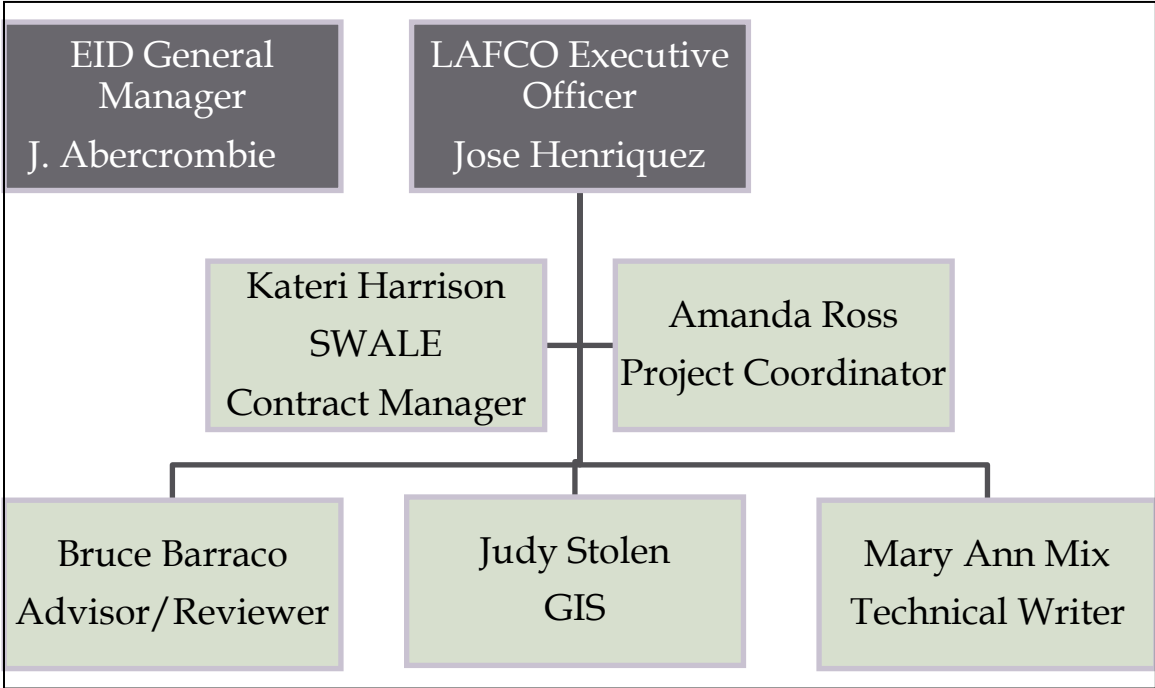 EID General
Manager
J. Abercrombie
LAFCO Executive
Officer
Jose Henriquez
Kateri Harrison
SWALE
Contract Manager
Amanda Ross
Project Coordinator
Bruce Barraco
Advisor/Reviewer
Judy Stolen
GIS
Mary Ann Mix
Technical Writer